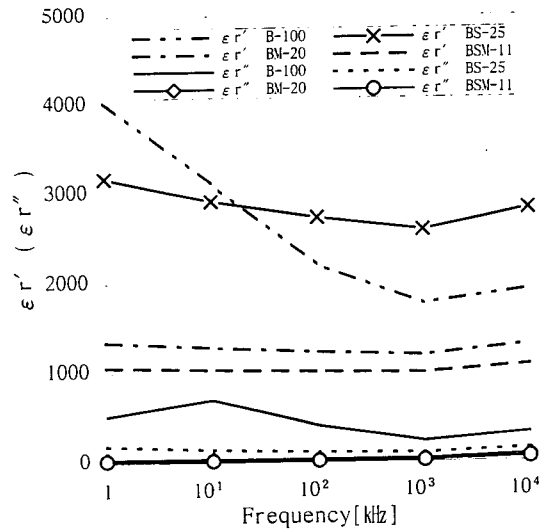 5000
εr′ B-100
εr′ BS-25
εr′ BM-20
εr′ BSM-11
εr″ B-100
εr″ BS-25
εr″ BM-20
εr″ BSM-11
4000
3000
2000
1000
0
εr′ (εr″)
1 10¹ 10² 10³ 10⁴
Frequency[kHz]